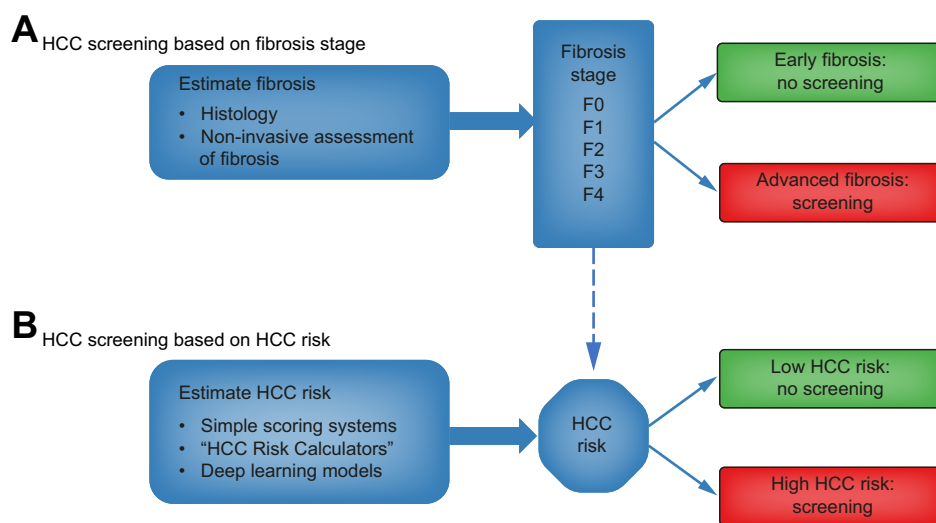 A
HCC screening based on fibrosis stage
Estimate fibrosis
• Histology
• Non-invasive assessment
of fibrosis
Fibrosis
stage
F0
F1
F2
F3
F4
Early fibrosis:
no screening
Advanced fibrosis:
screening
B
HCC screening based on HCC risk
Estimate HCC risk
• Simple scoring systems
• “HCC Risk Calculators”
• Deep learning models
HCC
risk
Low HCC risk:
no screening
High HCC risk:
screening